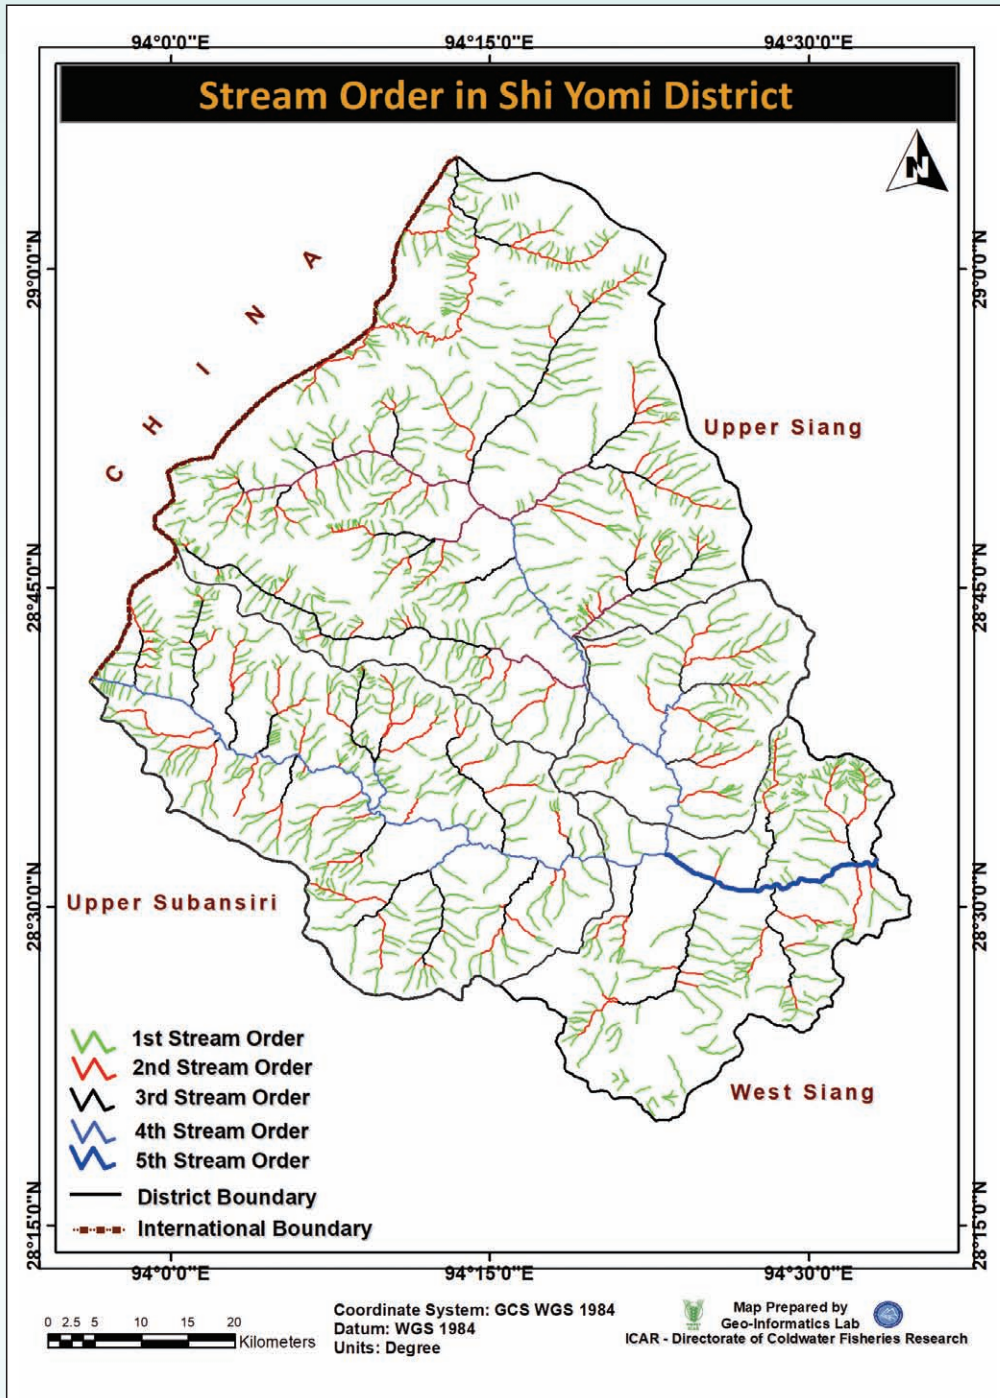 94°0'0"E 94°15'0"E 94°30'0"E
Stream Order in Shi Yomi District
N
29°0'0"N 29°0'0"N
CHINA
Upper Siang
28°45'0"N 28°45'0"N
Upper Subansiri
28°30'0"N 28°30'0"N
1st Stream Order
2nd Stream Order
3rd Stream Order
4th Stream Order
5th Stream Order
District Boundary
International Boundary
West Siang
28°15'0"N 28°15'0"N
94°0'0"E 94°15'0"E 94°30'0"E
0 2.5 5 10 15 20
Kilometers
Coordinate System: GCS WGS 1984
Datum: WGS 1984
Units: Degree
Map Prepared by
Geo-Informatics Lab
ICAR - Directorate of Coldwater Fisheries Research